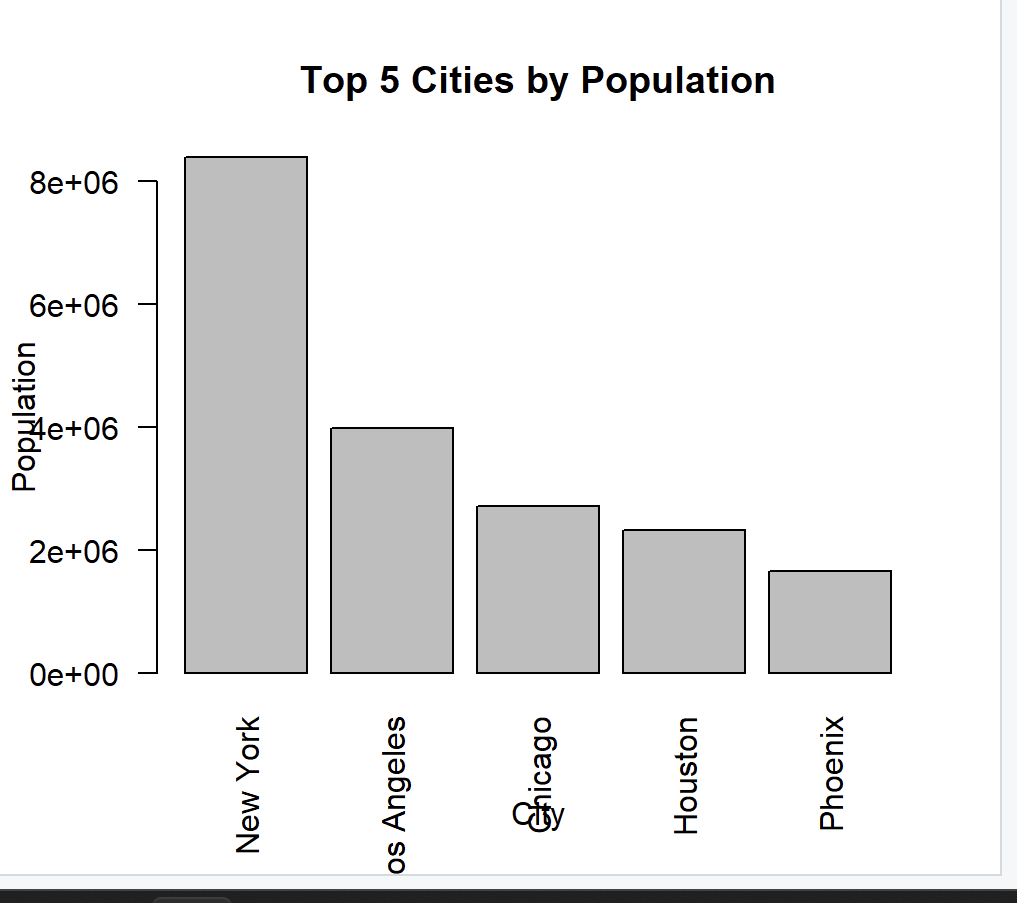 Top 5 Cities by Population
8e+06
6e+06
4e+06
2e+06
0e+00
Population
New York
os Angeles
Chicago
Houston
Phoenix
City